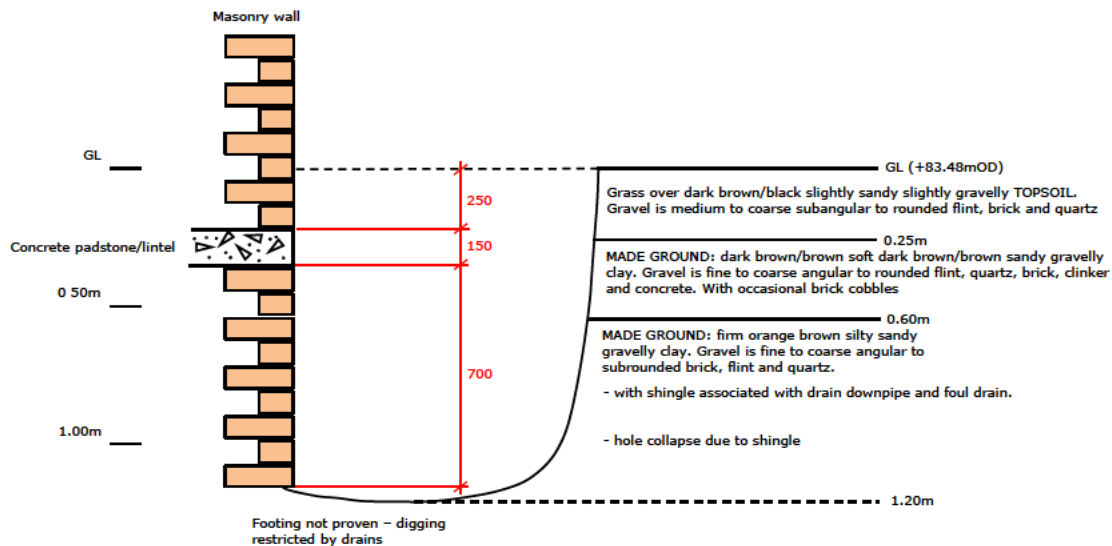 Masonry wall
GL
GL (+83.48mOD)
Grass over dark brown/black slightly sandy slightly gravelly TOPSOIL.
Gravel is medium to coarse subangular to rounded flint, brick and quartz
250
Concrete padstone/lintel
150
0.25m
MADE GROUND: dark brown/brown soft dark brown/brown sandy gravelly
clay. Gravel is fine to coarse angular to rounded flint, quartz, brick, clinker
and concrete. With occasional brick cobbles
0 50m
0.60m
MADE GROUND: firm orange brown silty sandy
gravelly clay. Gravel is fine to coarse angular to
subrounded brick, flint and quartz.
700
- with shingle associated with drain downpipe and foul drain.
1.00m
- hole collapse due to shingle
1.20m
Footing not proven – digging
restricted by drains